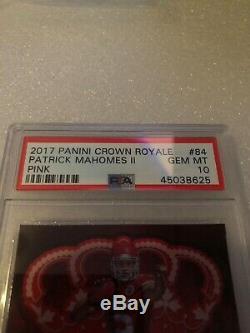 2017 PANINI CROWN ROYALE #84
PATRICK MAHOMES II GEM MT
PINK 10
PSA 45038625